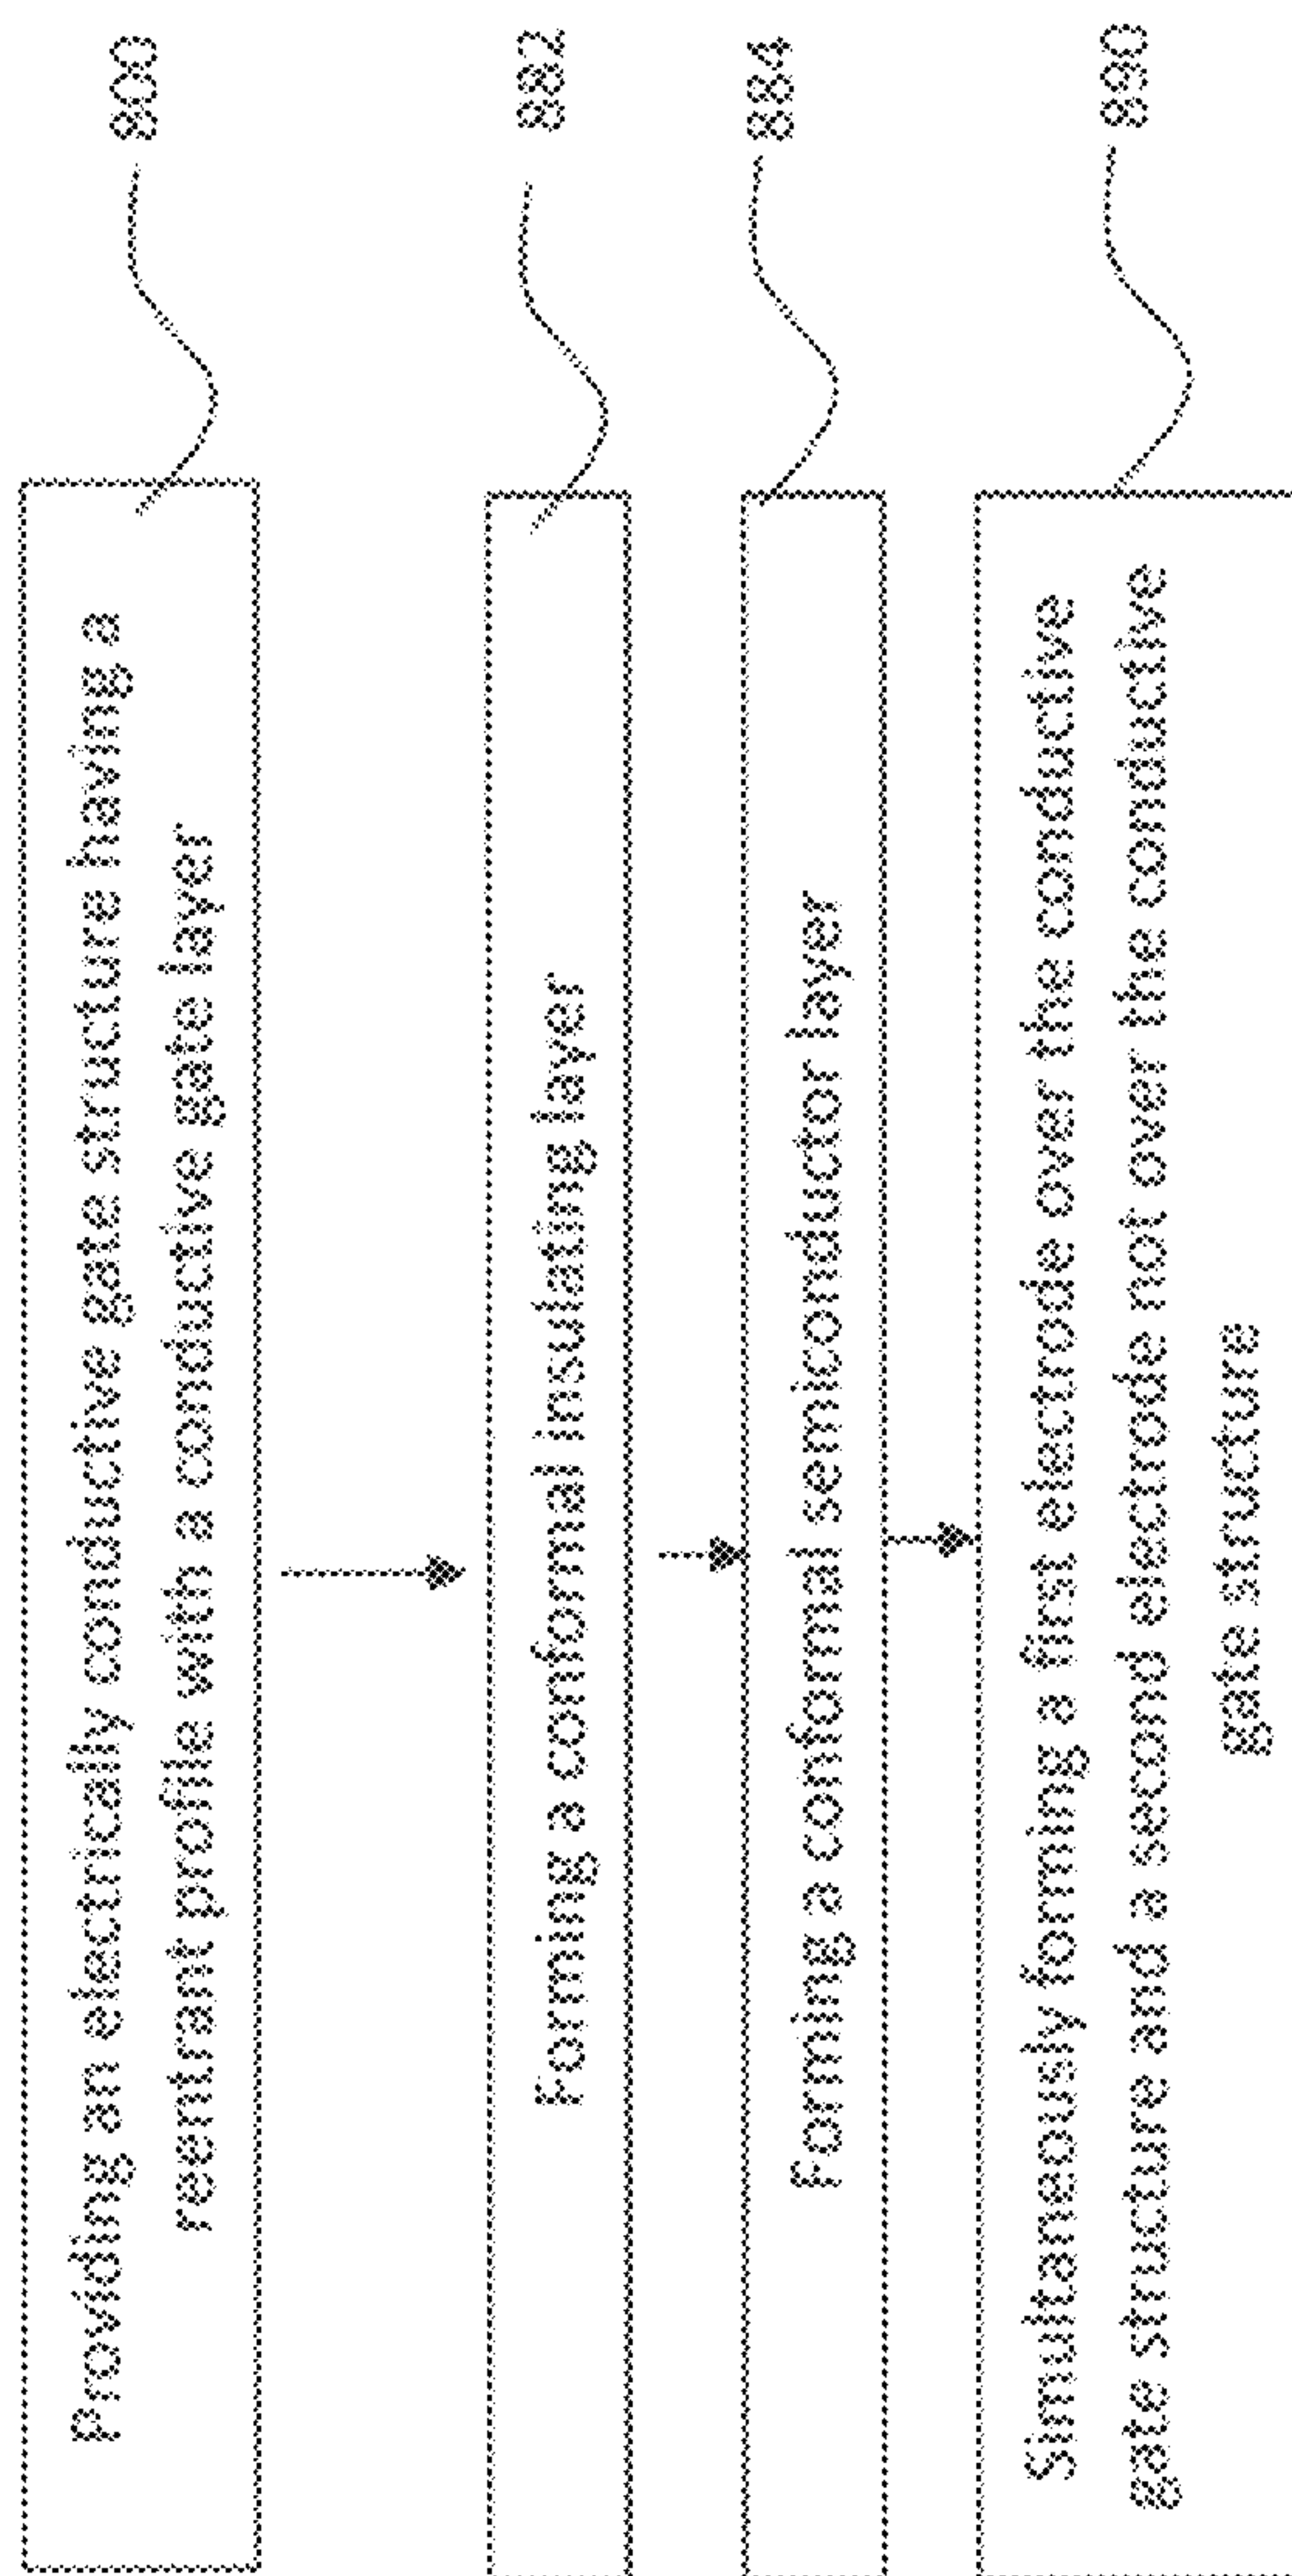 Providing an electrically conductive gate structure having a
reentrant profile with a conductive gate layer
800
Forming a conformal insulating layer
882
Forming a conformal semiconductor layer
884
Simultaneously forming a first electrode over the conductive
gate structure and a second electrode not over the conductive
gate structure
890